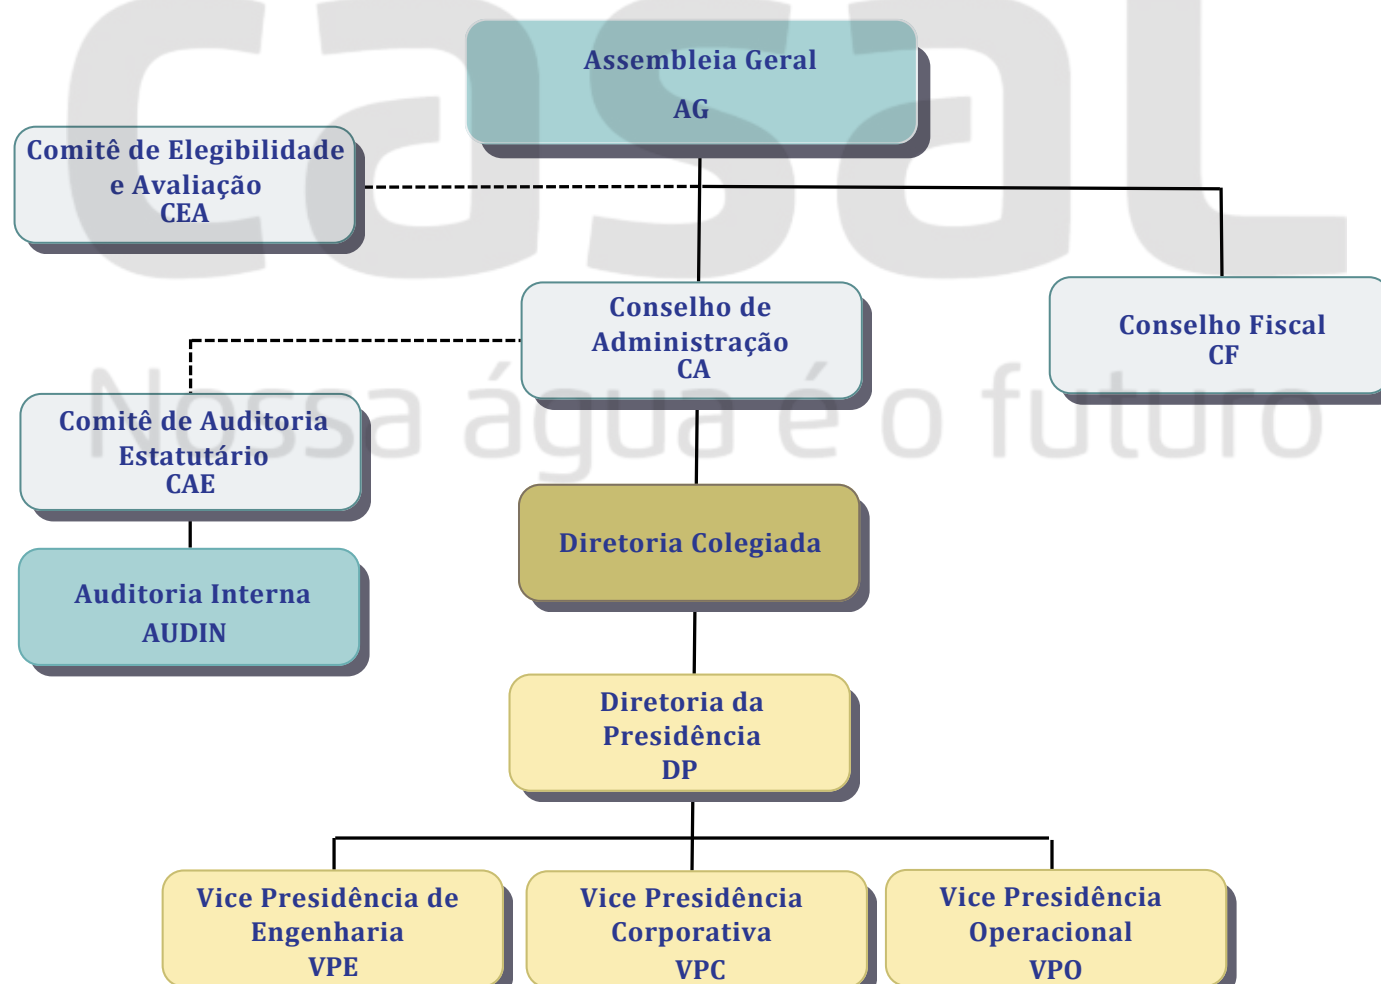 casal
Nossa água é o futuro
Assembleia Geral
AG
Comitê de Elegibilidade
e Avaliação
CEA
Conselho de
Administração
CA
Conselho Fiscal
CF
Comitê de Auditoria
Estatutário
CAE
Auditoria Interna
AUDIN
Diretoria Colegiada
Diretoria da
Presidência
DP
Vice Presidência de
Engenharia
VPE
Vice Presidência
Corporativa
VPC
Vice Presidência
Operacional
VPO